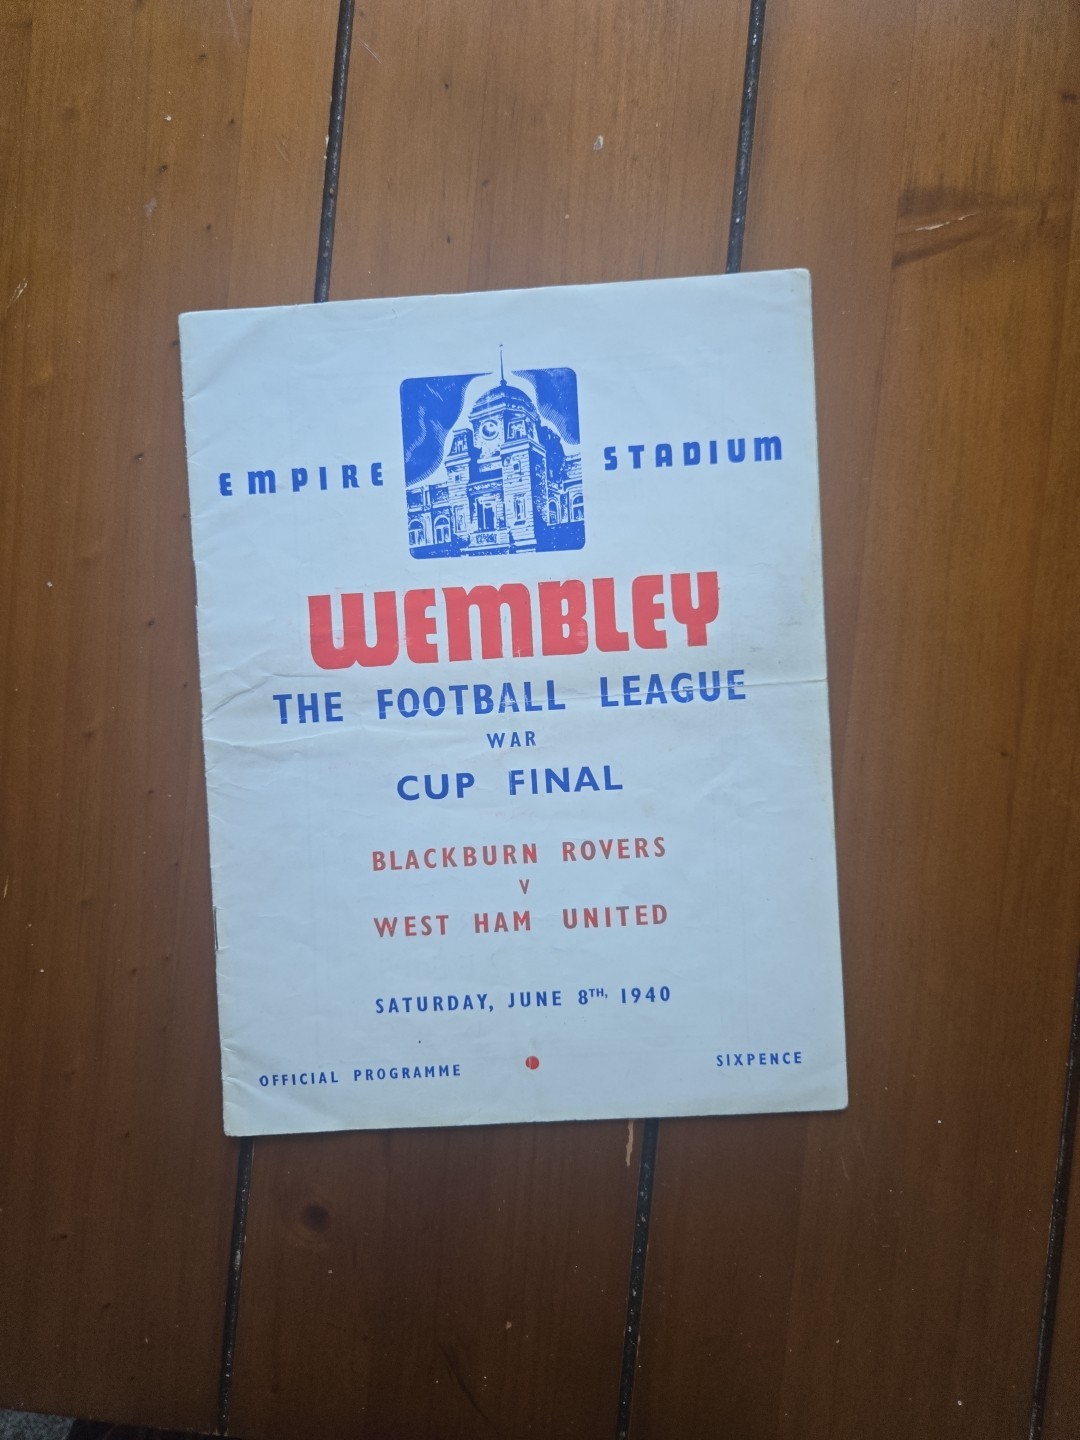 EMPIRE STADIUM
WEMBLEY
THE FOOTBALL LEAGUE
WAR
CUP FINAL
BLACKBURN ROVERS
V
WEST HAM UNITED
SATURDAY, JUNE 8TH, 1940
OFFICIAL PROGRAMME SIXPENCE